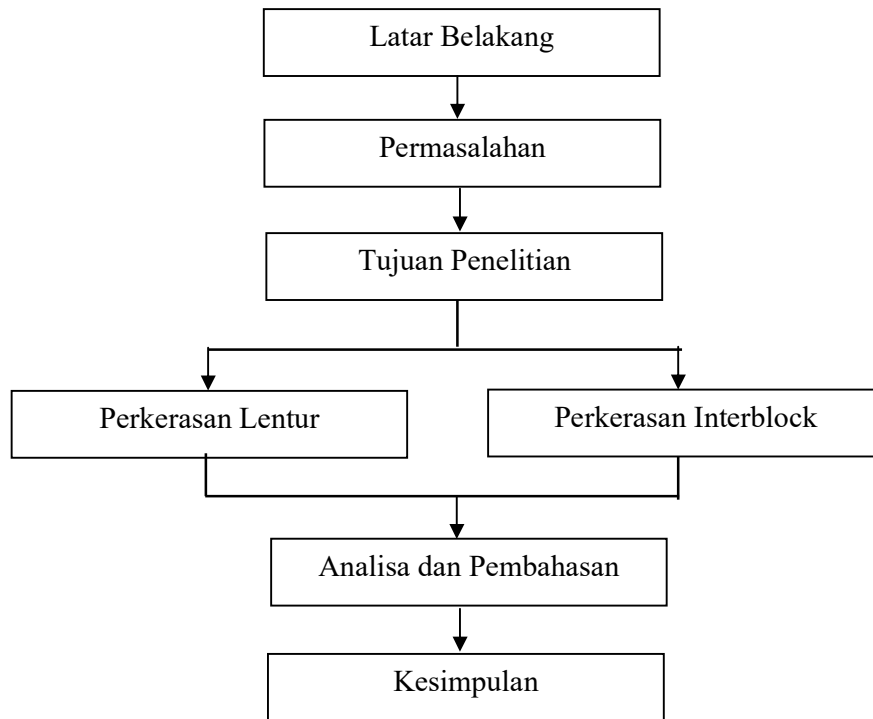 Latar Belakang
Permasalahan
Tujuan Penelitian
Perkerasan Lentur
Perkerasan Interblock
Analisa dan Pembahasan
Kesimpulan